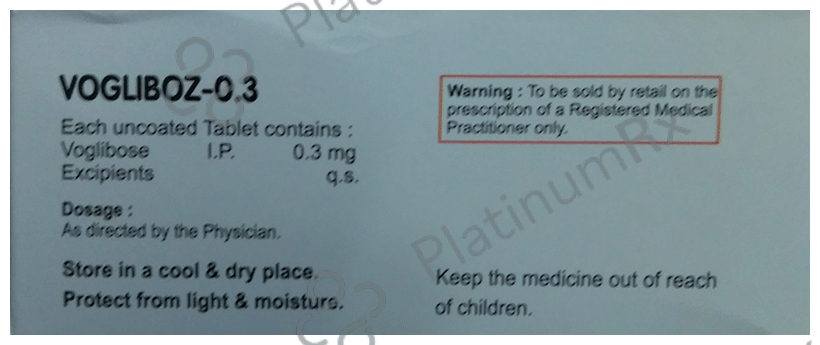 VOGLIBOZ-0.3
Each uncoated Tablet contains :
Voglibose I.P. 0.3 mg
Excipients q.s.
Dosage :
As directed by the Physician.
Store in a cool & dry place.
Protect from light & moisture.
Warning : To be sold by retail on the
prescription of a Registered Medical
Practitioner only.
Keep the medicine out of reach
of children.
PlatinumRx